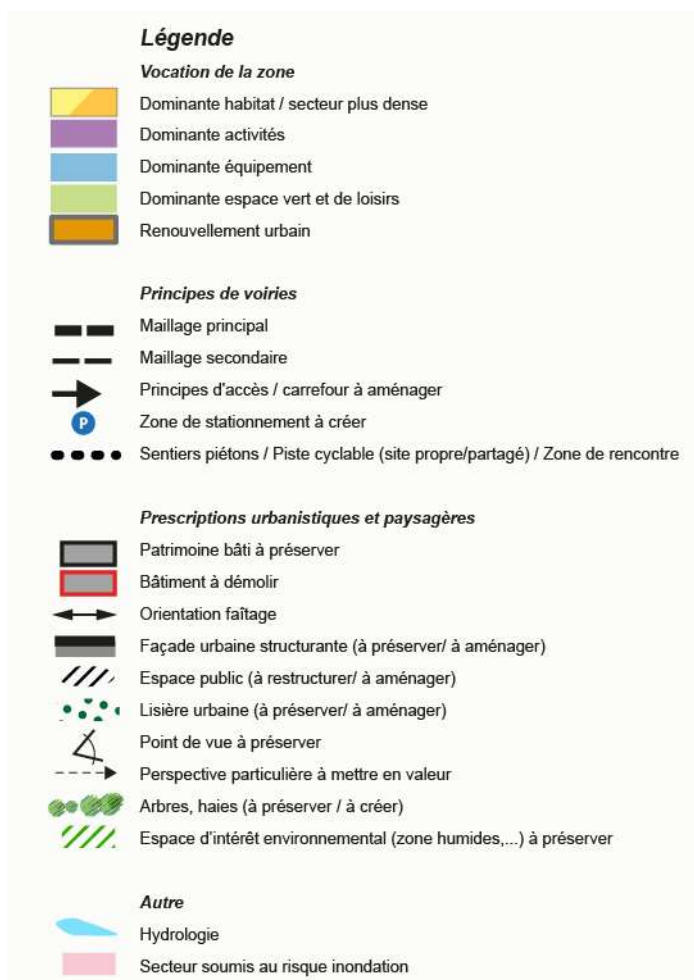 Légende
Vocation de la zone
Dominante habitat / secteur plus dense
Dominante activités
Dominante équipement
Dominante espace vert et de loisirs
Renouvellement urbain
Principes de voiries
Maillage principal
Maillage secondaire
Principes d'accès / carrefour à aménager
P
Zone de stationnement à créer
Sentiers piétons / Piste cyclable (site propre/partagé) / Zone de rencontre
Prescriptions urbanistiques et paysagères
Patrimoine bâti à préserver
Bâtiment à démolir
Orientation faîtage
Façade urbaine structurante (à préserver/ à aménager)
Espace public (à restructurer/ à aménager)
Lisière urbaine (à préserver/ à aménager)
Point de vue à préserver
Perspective particulière à mettre en valeur
Arbres, haies (à préserver / à créer)
Espace d'intérêt environnemental (zone humides,...) à préserver
Autre
Hydrologie
Secteur soumis au risque inondation